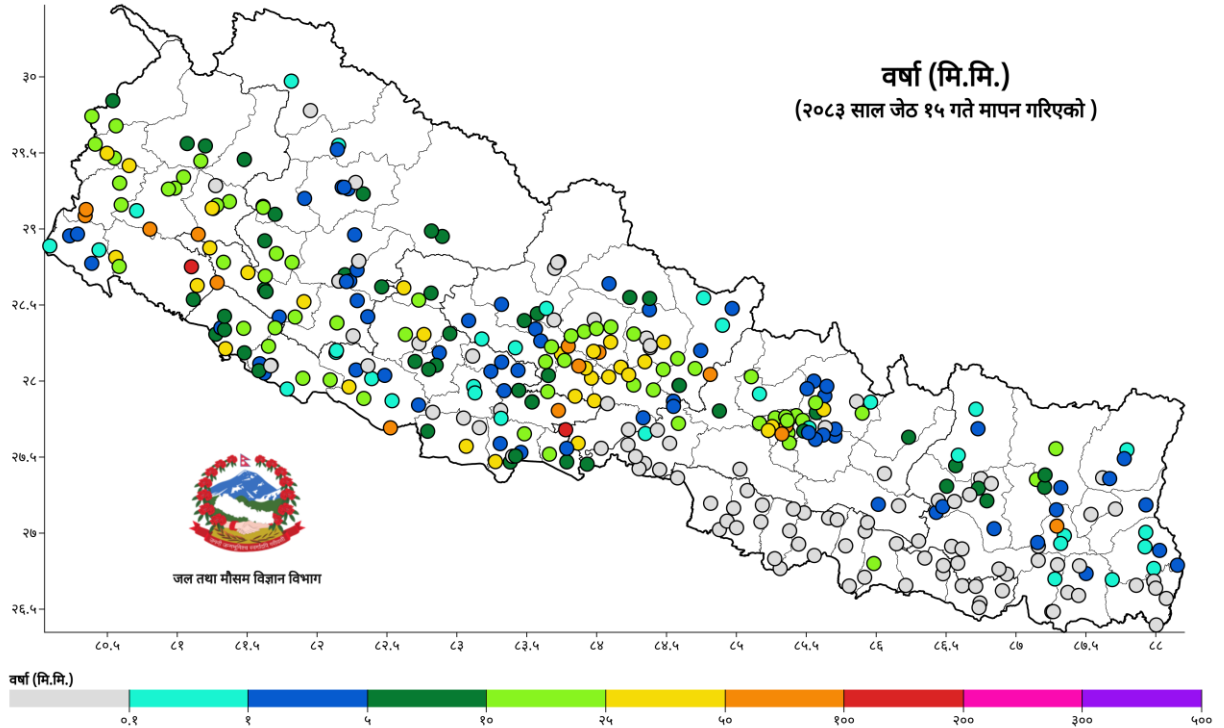 वर्षा (मि.मि.)
(२०८३ साल जेठ १५ गते मापन गरिएको )
३०
२९.५
२९
२८.५
२८
२७.५
२७
२६.५
जल तथा मौसम विज्ञान विभाग
८०.५ ८१ ८१.५ ८२ ८२.५ ८३ ८३.५ ८४ ८४.५ ८५ ८५.५ ८६ ८६.५ ८७ ८७.५ ८८
वर्षा (मि.मि.)
०.१ १ ५ १० २५ ५० १०० २०० ३०० ५००